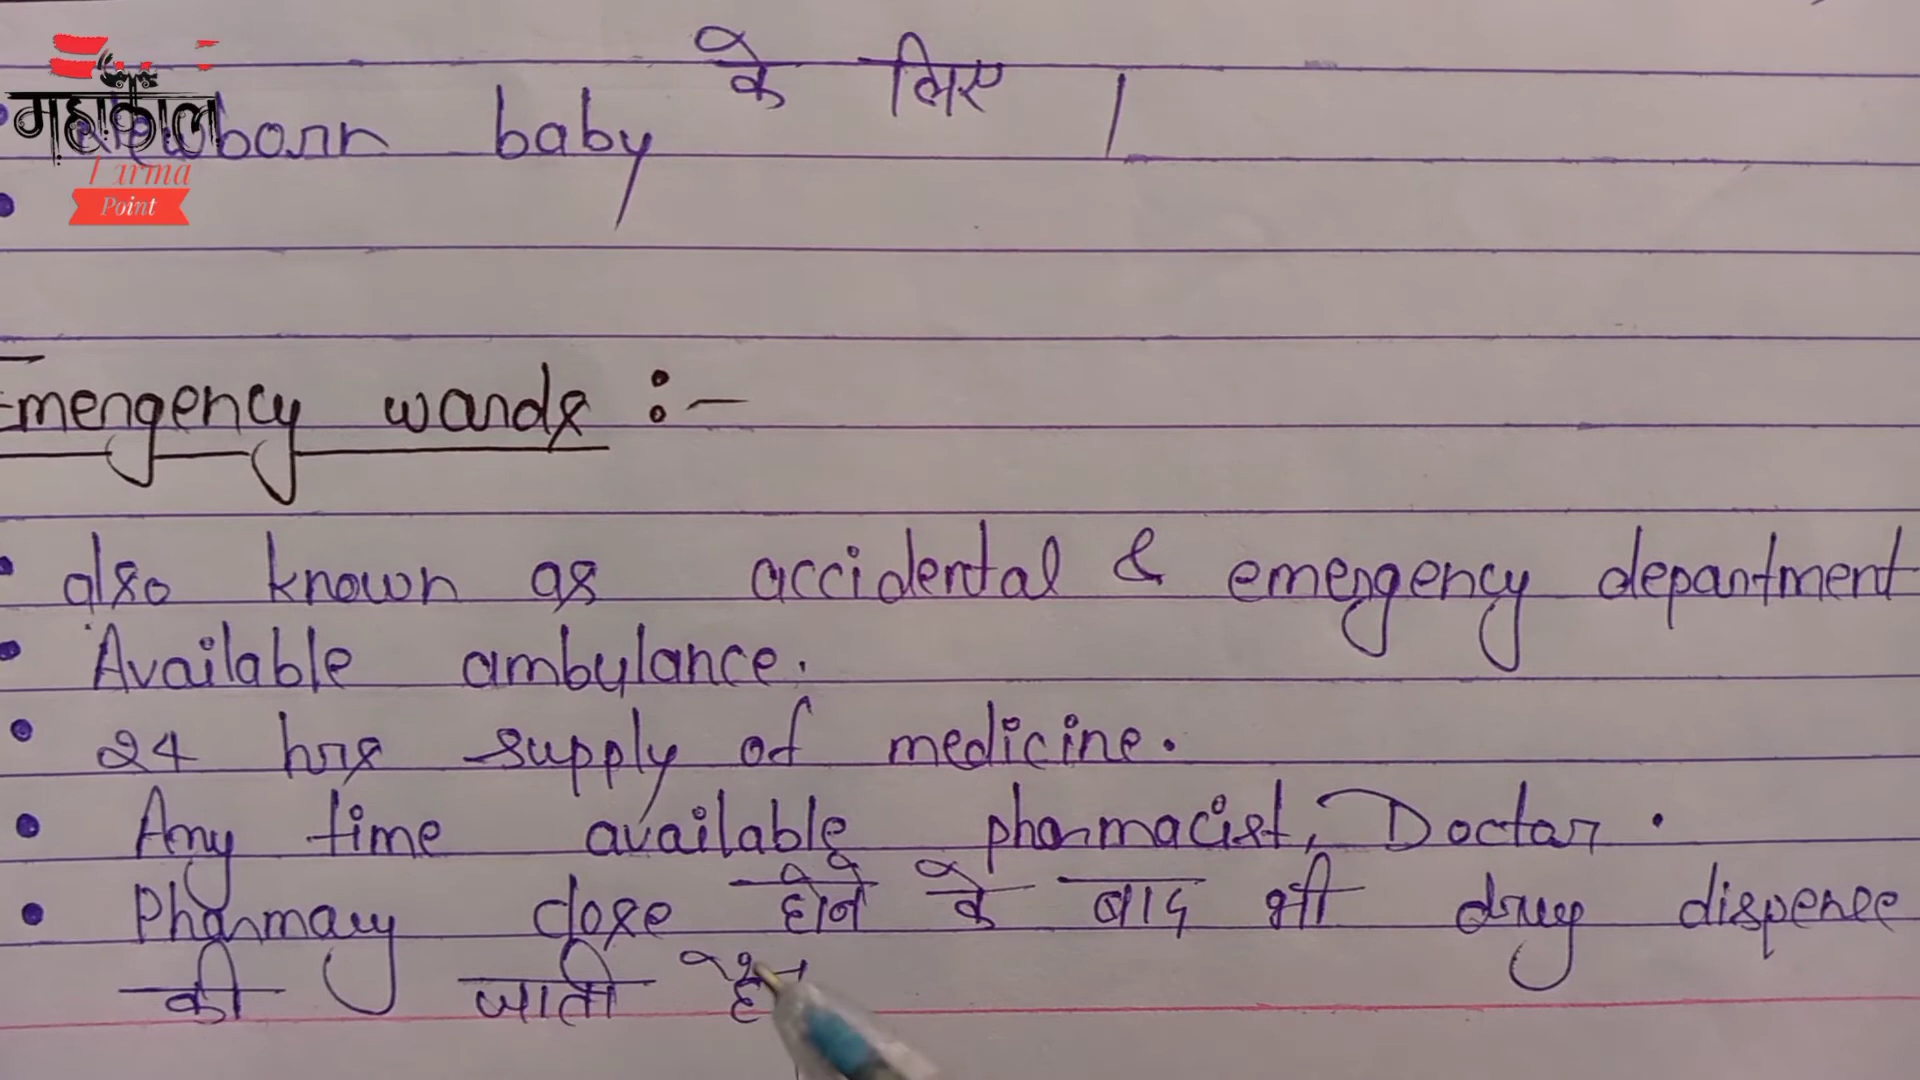 के लिए |
newborn baby
महाकाल
Point
Emergency wards :-
also known as accidental & emergency department
Available ambulance.
24 hrs supply of medicine.
Any time available pharmacist, Doctor.
Pharmacy close होने के बाद भी drug dispence
की जाती है